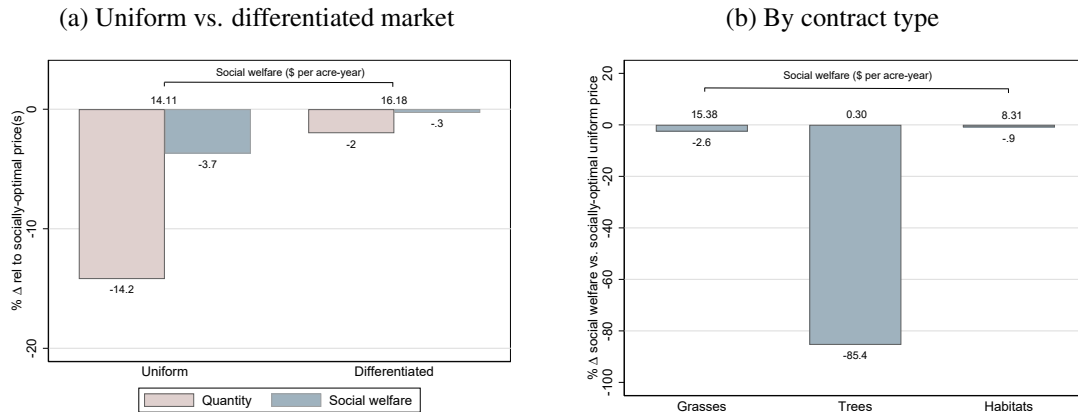 (a) Uniform vs. differentiated market
Social welfare ($ per acre-year)
14.11
16.18
0
-10
-20
% Δ rel to socially-optimal price(s)
-14.2
-3.7
-2
-.3
Uniform
Differentiated
Quantity
Social welfare
(b) By contract type
Social welfare ($ per acre-year)
15.38
0.30
8.31
20
0
-20
-40
-60
-80
-100
% Δ social welfare vs. socially-optimal uniform price
-2.6
-85.4
-.9
Grasses
Trees
Habitats